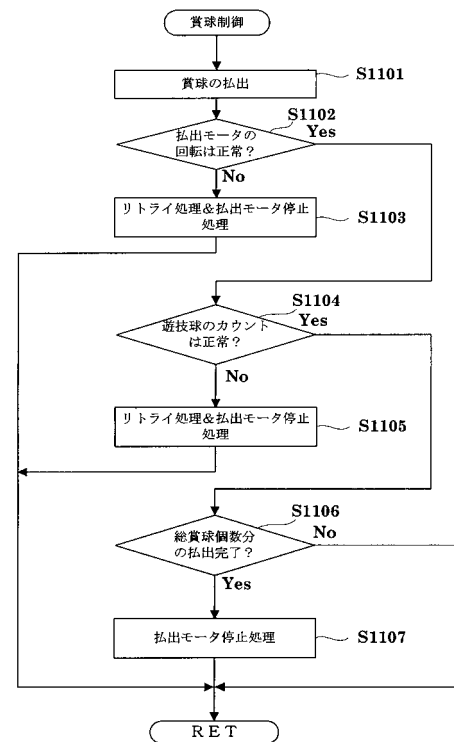 賞球制御
賞球の払出
S1101
払出モータの
回転は正常？
S1102
Yes
No
リトライ処理&払出モータ停止
処理
S1103
遊技球のカウント
は正常？
S1104
Yes
No
リトライ処理&払出モータ停止
処理
S1105
総賞球個数分
の払出完了？
S1106
No
Yes
払出モータ停止処理
S1107
RET